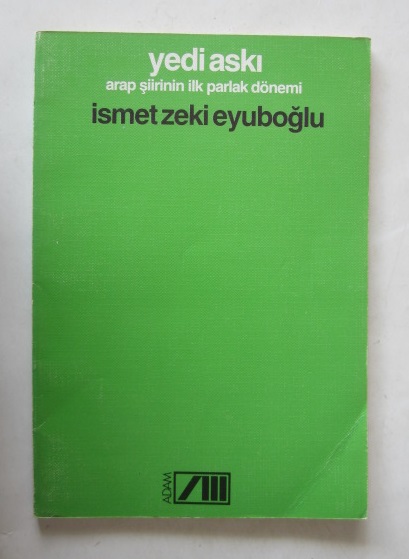 yedi askı
arap şiirinin ilk parlak dönemi
ismet zeki eyuboğlu
ADAM